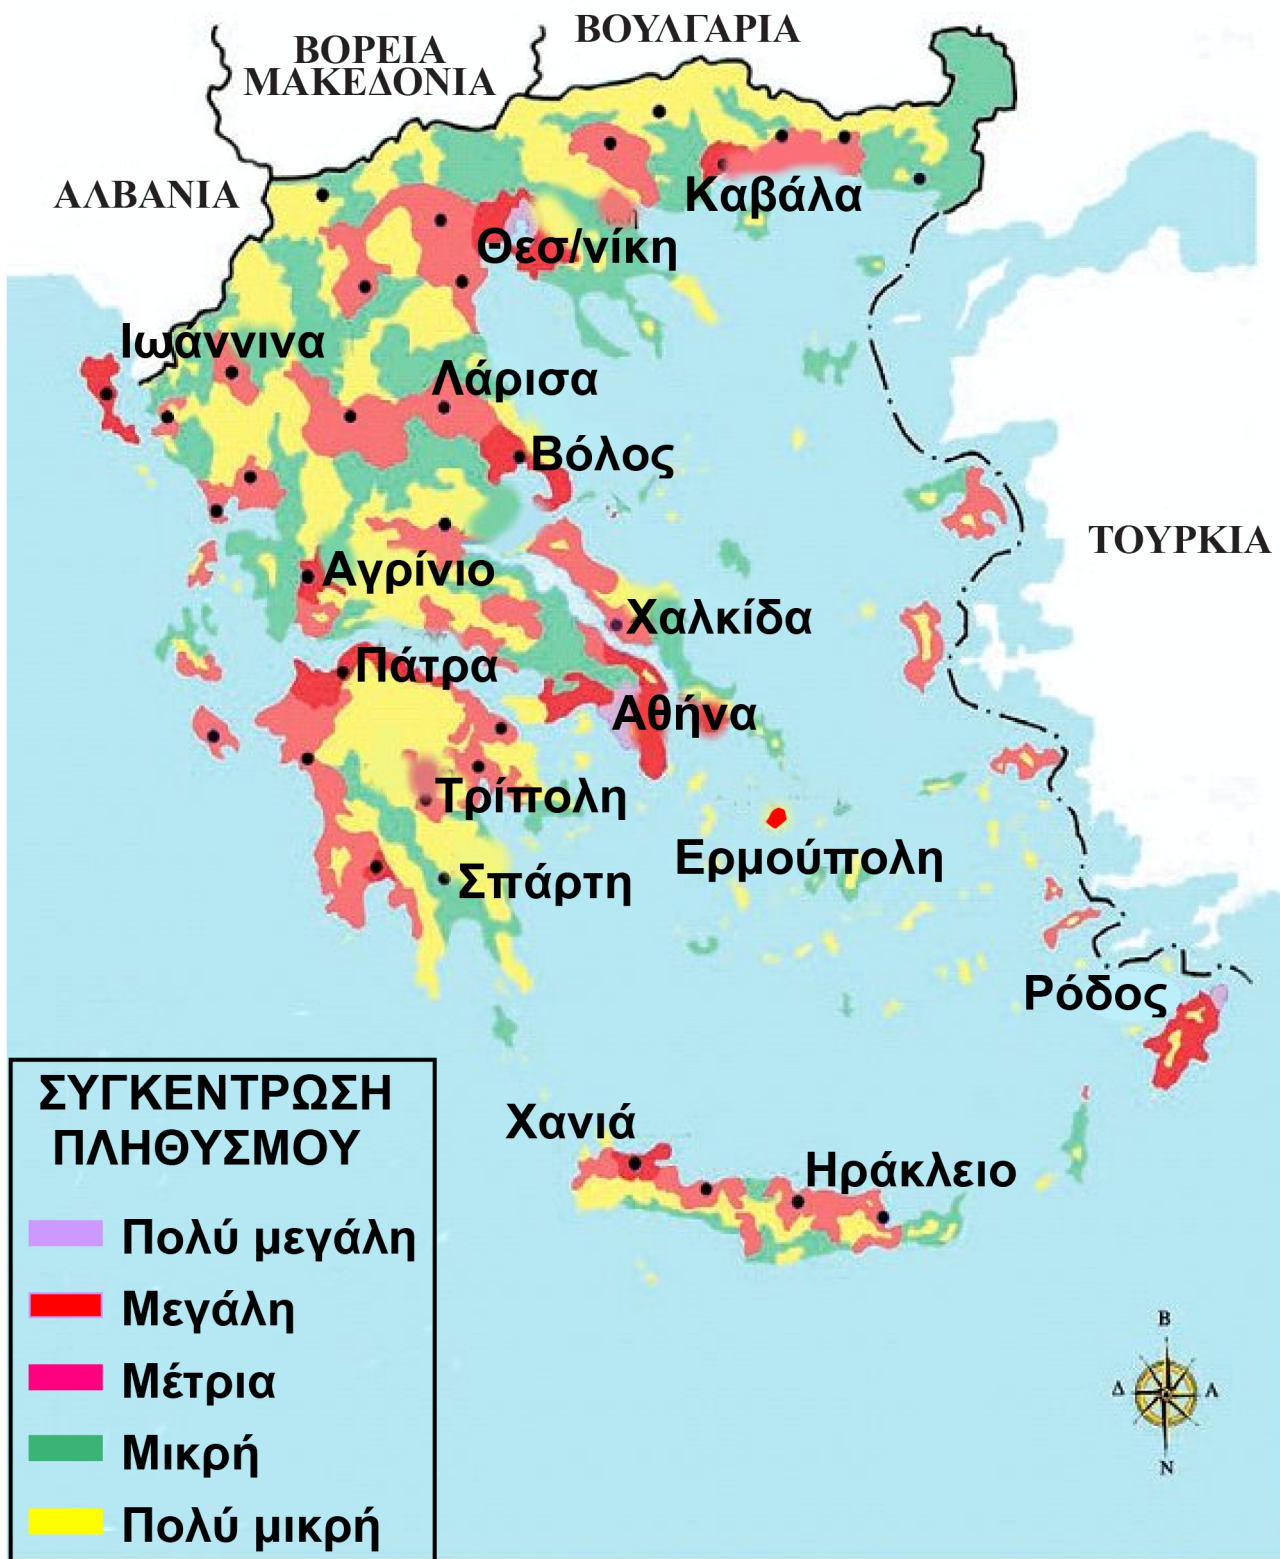 ΒΟΥΛΓΑΡΙΑ
ΒΟΡΕΙΑ
ΜΑΚΕΔΟΝΙΑ
ΑΛΒΑΝΙΑ
Καβάλα
Θεσ/νίκη
Ιωάννινα
Λάρισα
Βόλος
ΤΟΥΡΚΙΑ
Αγρίνιο
Χαλκίδα
Πάτρα
Αθήνα
Τρίπολη
Ερμούπολη
Σπάρτη
Ρόδος
Χανιά
Ηράκλειο
ΣΥΓΚΕΝΤΡΩΣΗ
ΠΛΗΘΥΣΜΟΥ
Πολύ μεγάλη
Μεγάλη
Μέτρια
Μικρή
Πολύ μικρή
Β
Δ Α
Ν